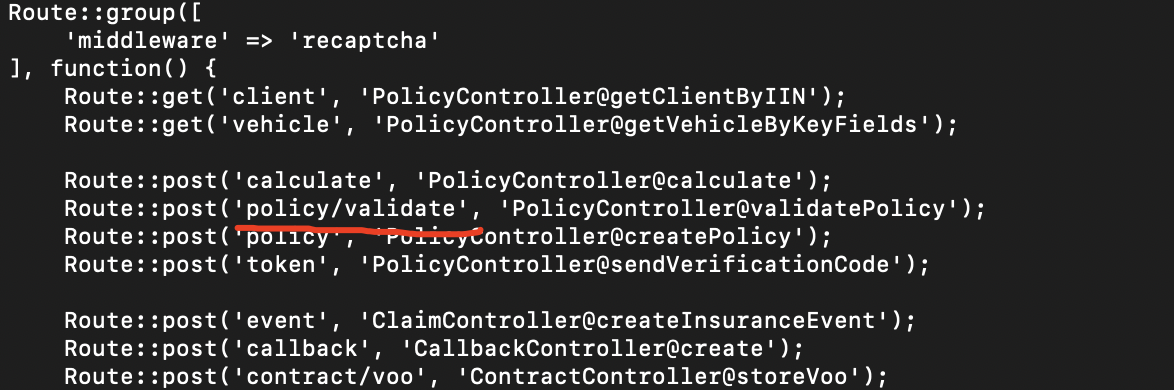 Route::group([
    'middleware' => 'recaptcha'
], function() {
    Route::get('client', 'PolicyController@getClientByIIN');
    Route::get('vehicle', 'PolicyController@getVehicleByKeyFields');

    Route::post('calculate', 'PolicyController@calculate');
    Route::post('policy/validate', 'PolicyController@validatePolicy');
    Route::post('policy', 'PolicyController@createPolicy');
    Route::post('token', 'PolicyController@sendVerificationCode');

    Route::post('event', 'ClaimController@createInsuranceEvent');
    Route::post('callback', 'CallbackController@create');
    Route::post('contract/voo', 'ContractController@storeVoo');